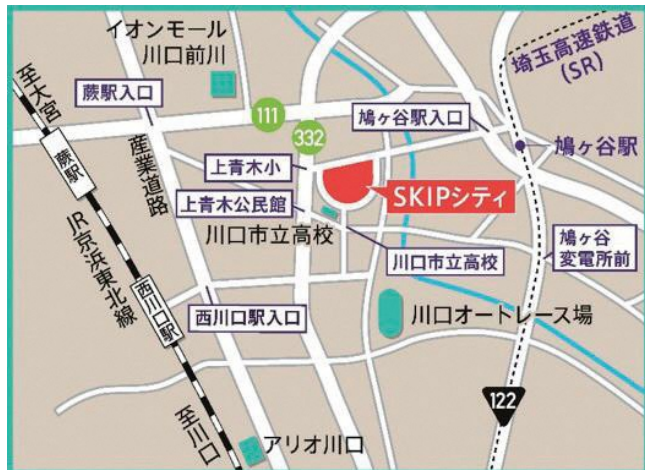 イオンモール
川口前川
埼玉高速鉄道
(SR)
至大宮
蕨駅入口
111
鳩ヶ谷駅入口
332
蕨駅
産業道路
上青木小
鳩ヶ谷駅
SKIPシティ
上青木公民館
川口市立高校
川口市立高校
鳩ヶ谷
変電所前
JR京浜東北線
西川口駅
西川口駅入口
川口オートレース場
122
至川口
アリオ川口